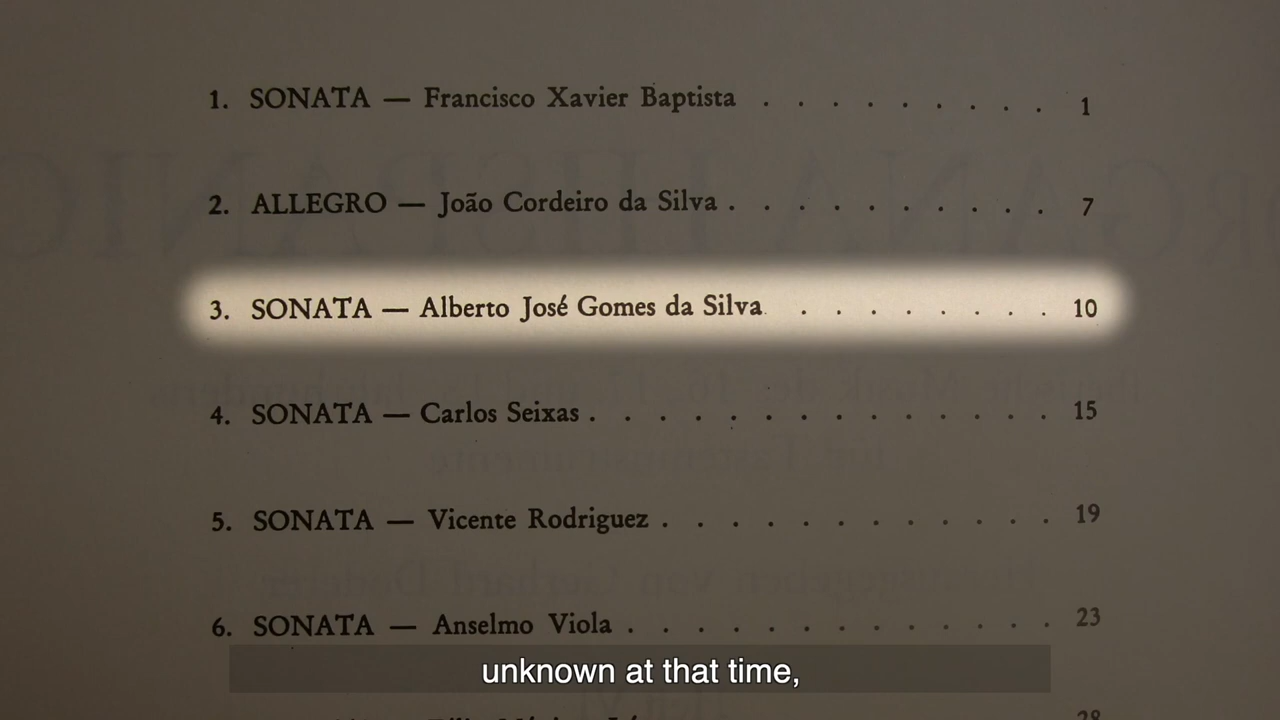 1. SONATA — Francisco Xavier Baptista . . . . . . . . . 1
2. ALLEGRO — João Cordeiro da Silva . . . . . . . . . . 7
3. SONATA — Alberto José Gomes da Silva . . . . . . . . 10
4. SONATA — Carlos Seixas . . . . . . . . . . . . . . 15
5. SONATA — Vicente Rodriguez . . . . . . . . . . . . 19
6. SONATA — Anselmo Viola . . . . . . . . . . . . . 23
unknown at that time,
28